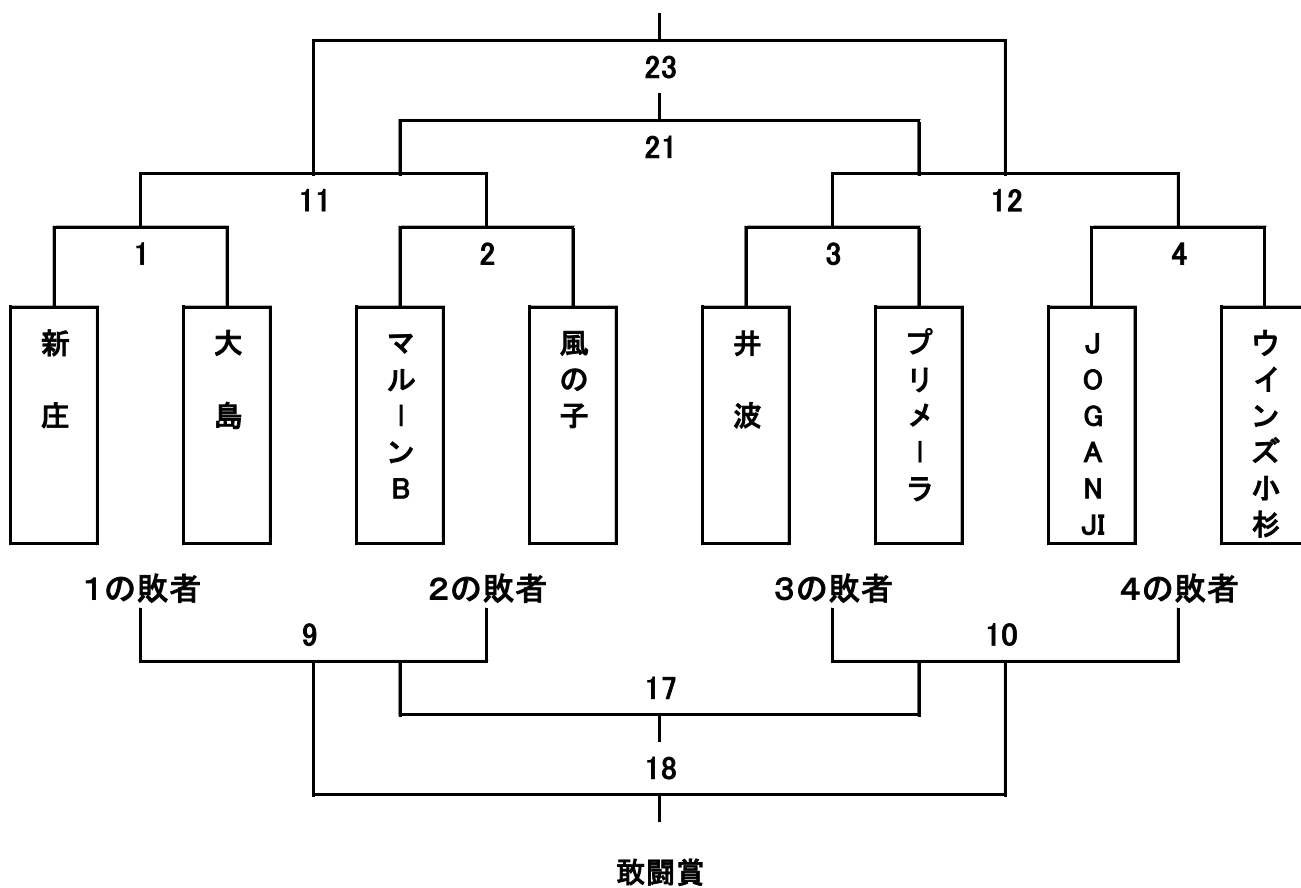 23
21
11
12
1
2
3
4
新庄
大島
マルーンB
風の子
井波
プリメーラ
JOGANJI
ウインズ小杉
1の敗者
2の敗者
3の敗者
4の敗者
9
10
17
18
敢闘賞